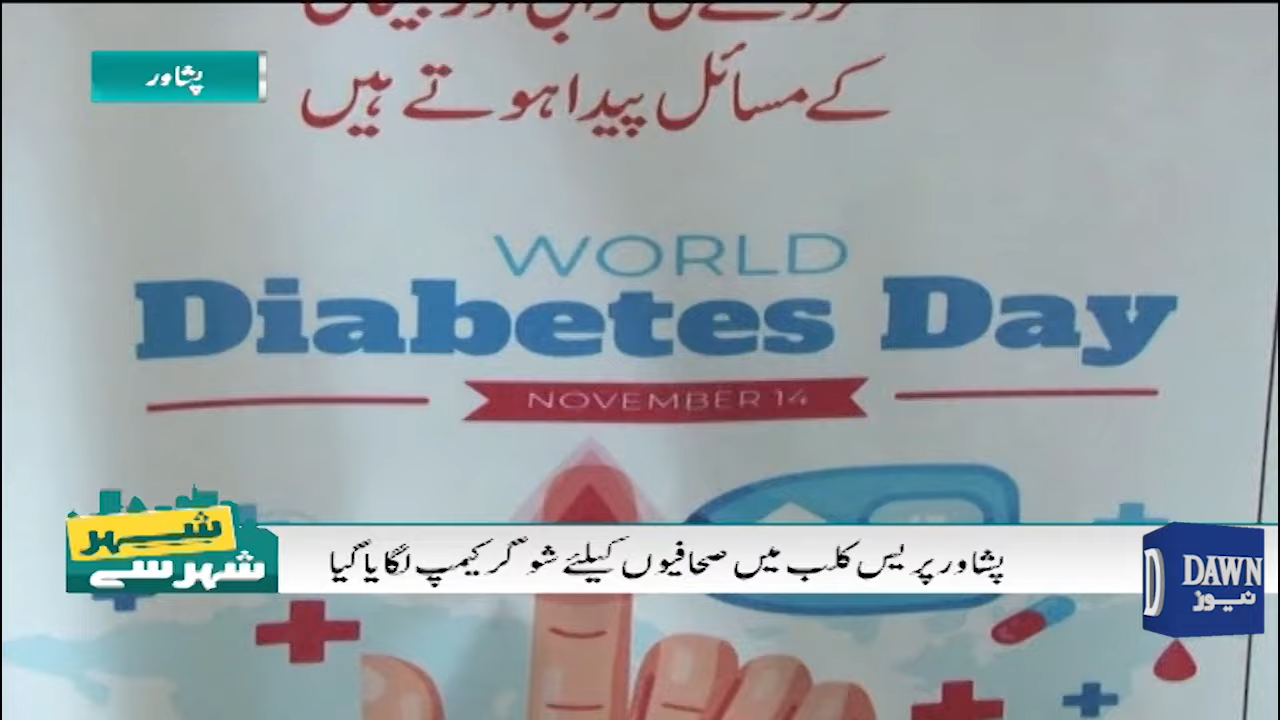 پشاور
کے مسائل پیدا ہوتے ہیں
WORLD
Diabetes Day
NOVEMBER 14
شہر
شہر سے
پشاور پریس کلب میں صحافیوں کیلئے شوگر کیمپ لگایا گیا
DAWN
نیوز